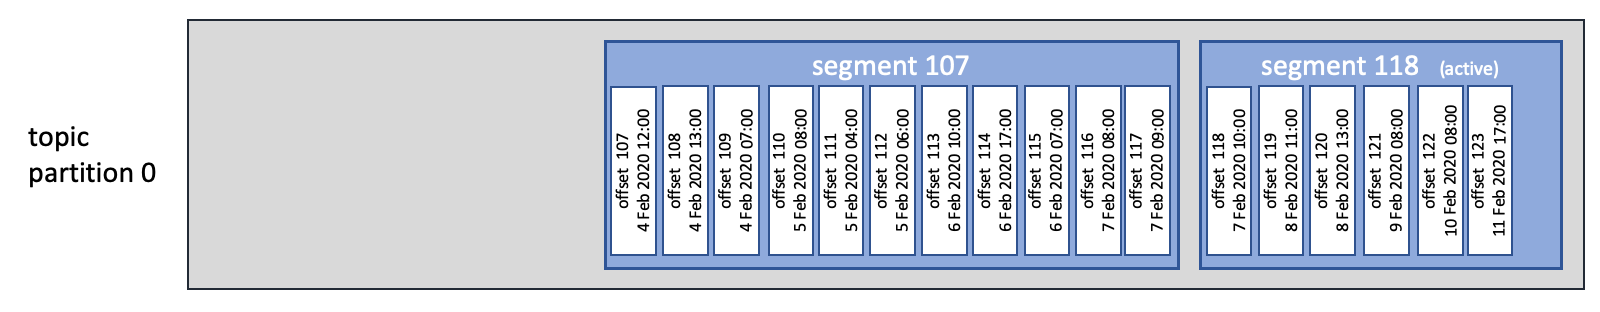 topic
partition 0
segment 107
offset 107
4 Feb 2020 12:00
offset 108
4 Feb 2020 13:00
offset 109
4 Feb 2020 07:00
offset 110
5 Feb 2020 08:00
offset 111
5 Feb 2020 04:00
offset 112
5 Feb 2020 06:00
offset 113
6 Feb 2020 10:00
offset 114
6 Feb 2020 17:00
offset 115
6 Feb 2020 07:00
offset 116
7 Feb 2020 08:00
offset 117
7 Feb 2020 09:00
segment 118 (active)
offset 118
7 Feb 2020 10:00
offset 119
8 Feb 2020 11:00
offset 120
8 Feb 2020 13:00
offset 121
9 Feb 2020 08:00
offset 122
10 Feb 2020 08:00
offset 123
11 Feb 2020 17:00